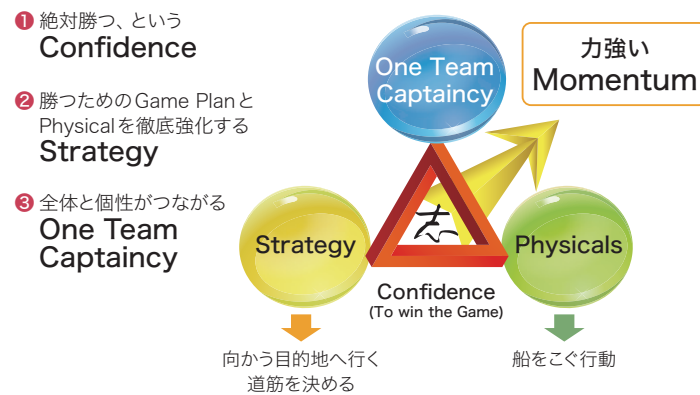 ❶ 絶対勝つ、という
Confidence
❷ 勝つためのGame Planと
Physicalを徹底強化する
Strategy
❸ 全体と個性がつながる
One Team
Captaincy
One Team
Captaincy
力強い
Momentum
志
Strategy
Physicals
Confidence
(To win the Game)
向かう目的地へ行く
道筋を決める
船をこぐ行動